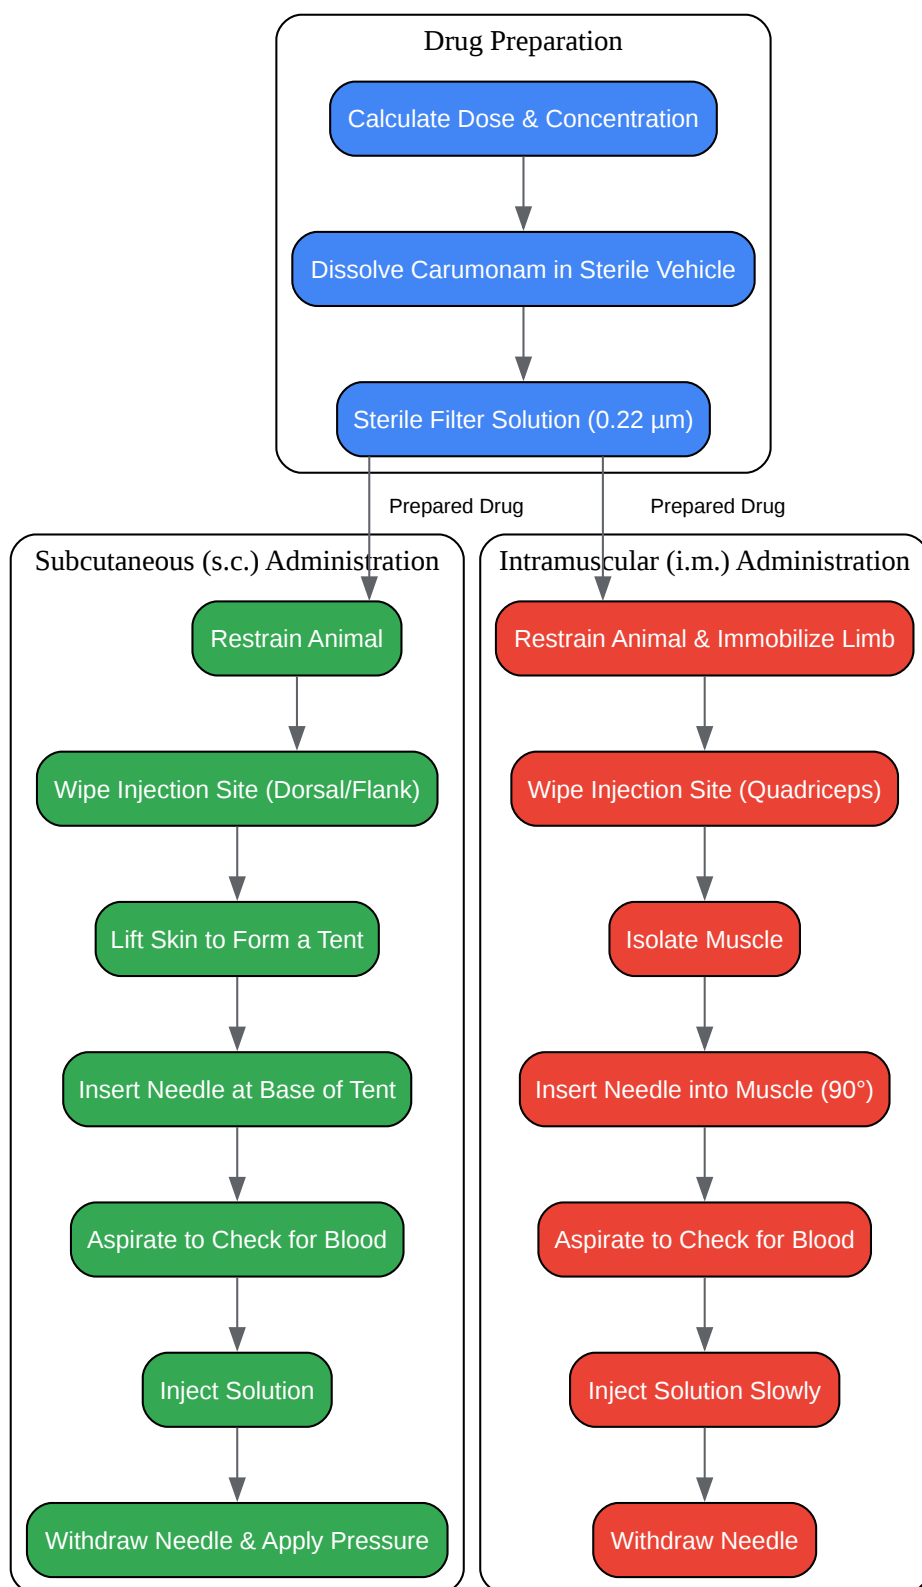 Drug Preparation
Calculate Dose & Concentration
Dissolve Carumonam in Sterile Vehicle
Sterile Filter Solution (0.22 µm)
Prepared Drug
Prepared Drug
Subcutaneous (s.c.) Administration
Restrain Animal
Wipe Injection Site (Dorsal/Flank)
Lift Skin to Form a Tent
Insert Needle at Base of Tent
Aspirate to Check for Blood
Inject Solution
Withdraw Needle & Apply Pressure
Intramuscular (i.m.) Administration
Restrain Animal & Immobilize Limb
Wipe Injection Site (Quadriceps)
Isolate Muscle
Insert Needle into Muscle (90°)
Aspirate to Check for Blood
Inject Solution Slowly
Withdraw Needle